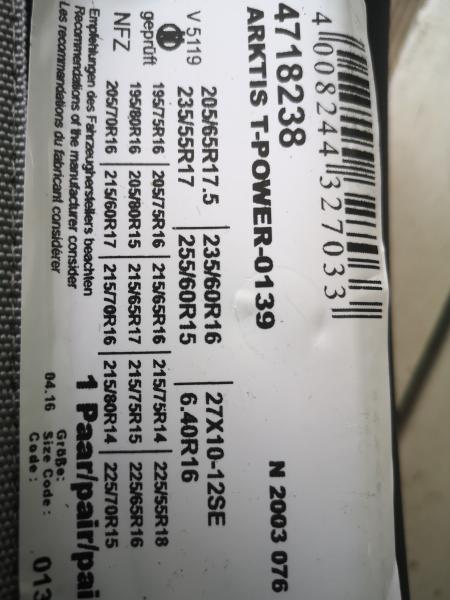 4 008244 327033
4718238
N 2003 076
ARKTIS T-POWER-0139
205/65R17.5 235/60R16 27X10-12SE
235/55R17 255/60R15 6.40R16
V 5119
195/75R16 205/75R16 215/65R16 215/75R14 225/55R18
geprüft 195/80R16 205/80R15 215/65R17 215/75R15 225/65R16
NFZ 205/70R16 215/60R17 215/70R16 215/80R14 225/70R15
Empfehlungen des Fahrzeugherstellers beachten
Recommendations of the manufacturer consider
Les recommendations du fabricant considérer
1 Paar/pair/pai
Größe:
Size Code:
Code: 013
04.16